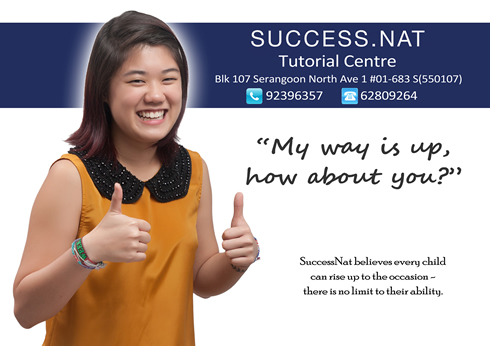 SUCCESS.NAT
Tutorial Centre
Blk 107 Serangoon North Ave 1 #01-683 S(550107)
92396357 62809264
“My way is up,
how about you?”
SuccessNat believes every child
can rise up to the occasion –
there is no limit to their ability.